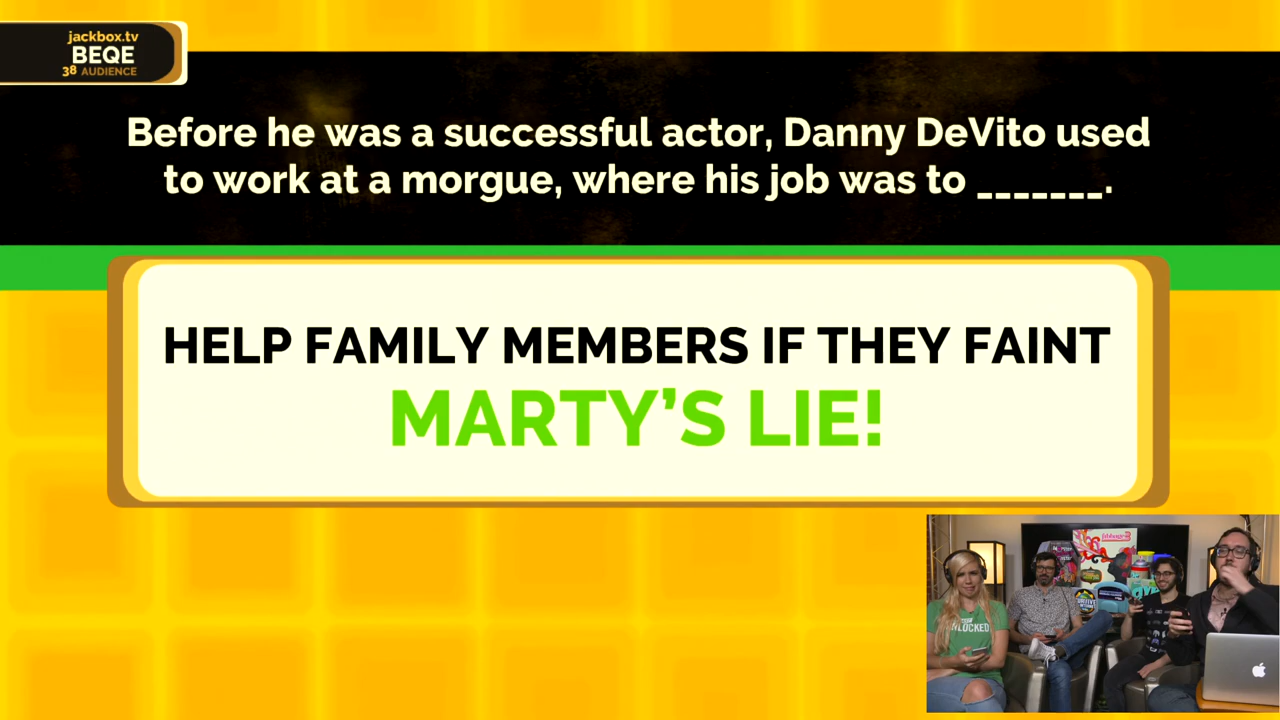 jackbox.tv
BEQE
38 AUDIENCE
Before he was a successful actor, Danny DeVito used
to work at a morgue, where his job was to _______.
HELP FAMILY MEMBERS IF THEY FAINT
MARTY'S LIE!